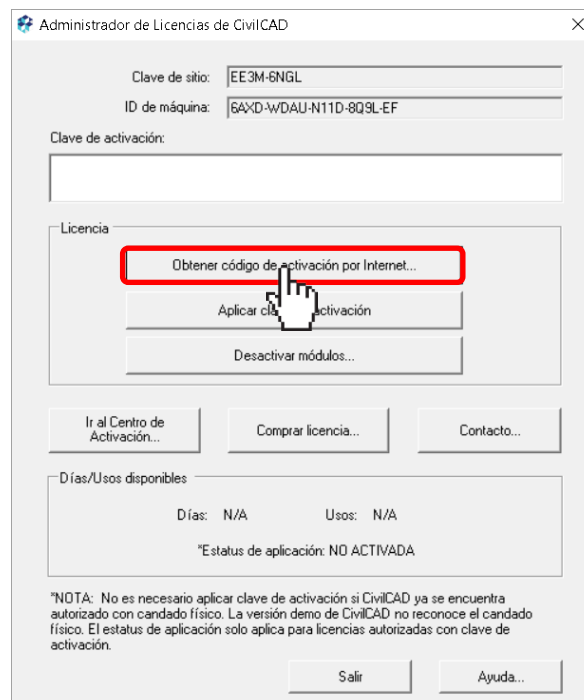 Administrador de Licencias de CivilCAD
Clave de sitio: EE3M-6NGL
ID de máquina: 6AXD-WDAU-N11D-8Q9L-EF
Clave de activación:
Licencia
Obtener código de activación por Internet...
Aplicar activación
Desactivar módulos...
Ir al Centro de
Activación...
Comprar licencia...
Contacto...
Días/Usos disponibles
Días: N/A Usos: N/A
*Estatus de aplicación: NO ACTIVADA
*NOTA: No es necesario aplicar clave de activación si CivilCAD ya se encuentra
autorizado con candado físico. La versión demo de CivilCAD no reconoce el candado
físico. El estatus de aplicación solo aplica para licencias autorizadas con clave de
activación.
Salir
Ayuda...